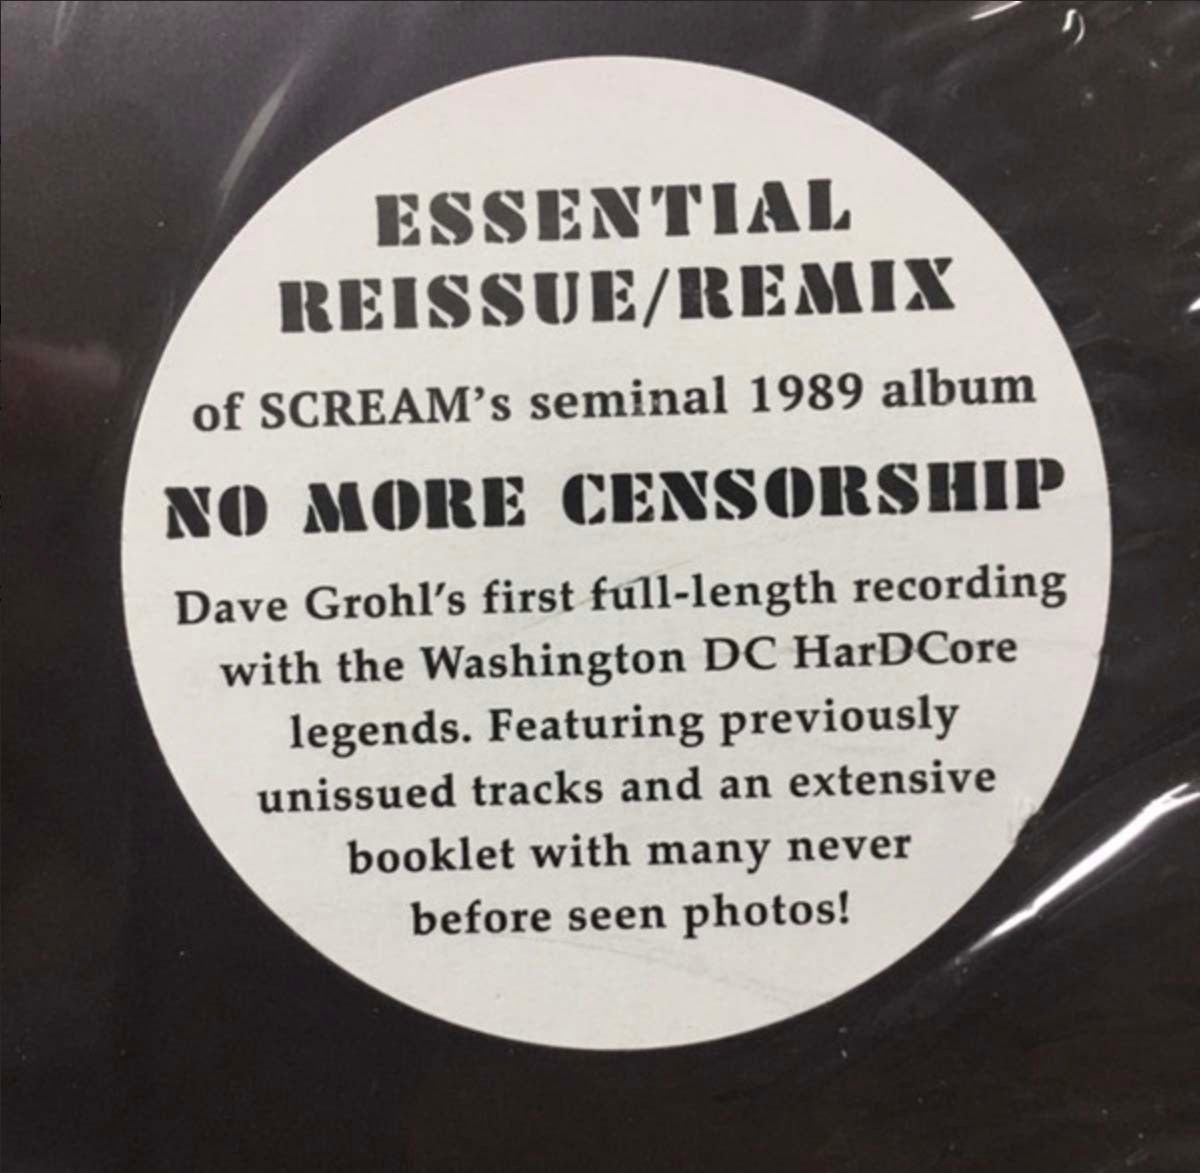 ESSENTIAL
REISSUE/REMIX
of SCREAM's seminal 1989 album
NO MORE CENSORSHIP
Dave Grohl's first full-length recording
with the Washington DC HarDCore
legends. Featuring previously
unissued tracks and an extensive
booklet with many never
before seen photos!